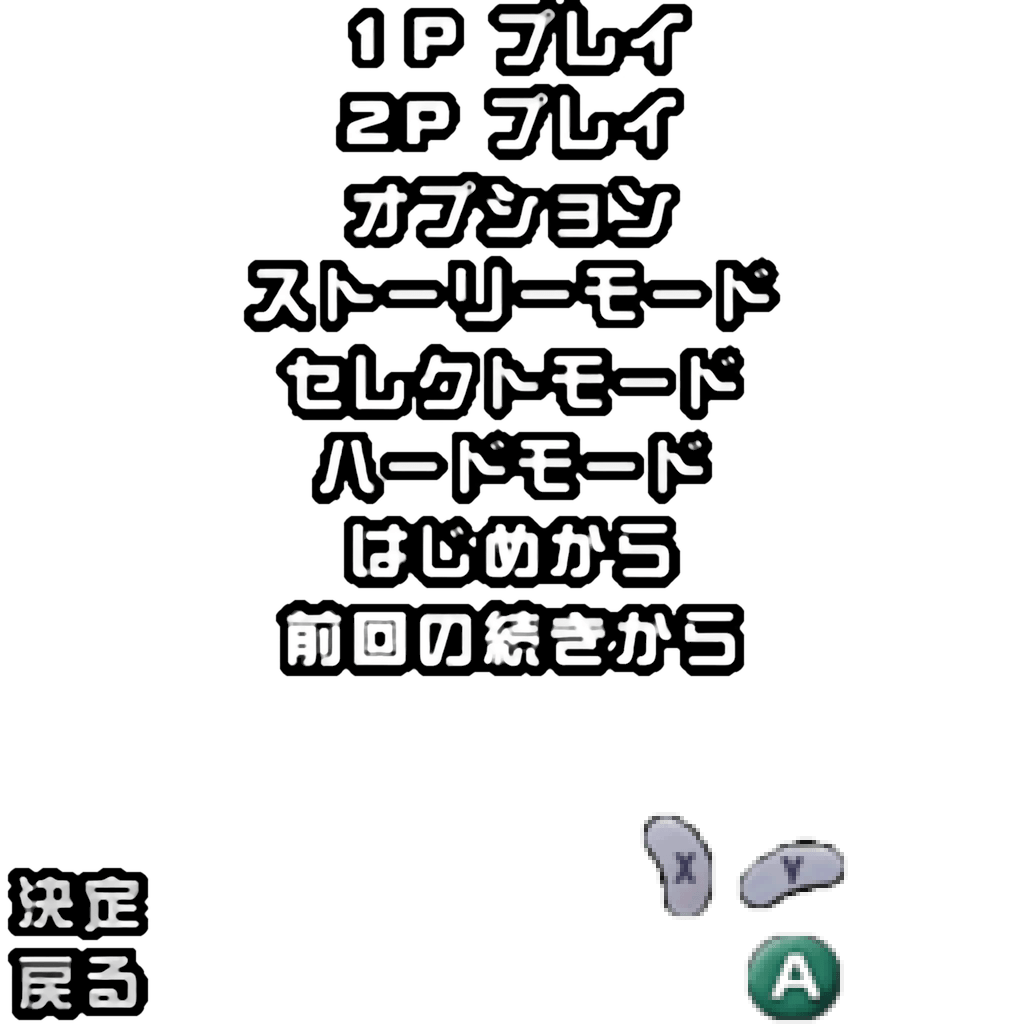 1P プレイ
2P プレイ
オプション
ストーリーモード
セレクトモード
ハードモード
はじめから
前回の続きから
X Y
決定
戻る A